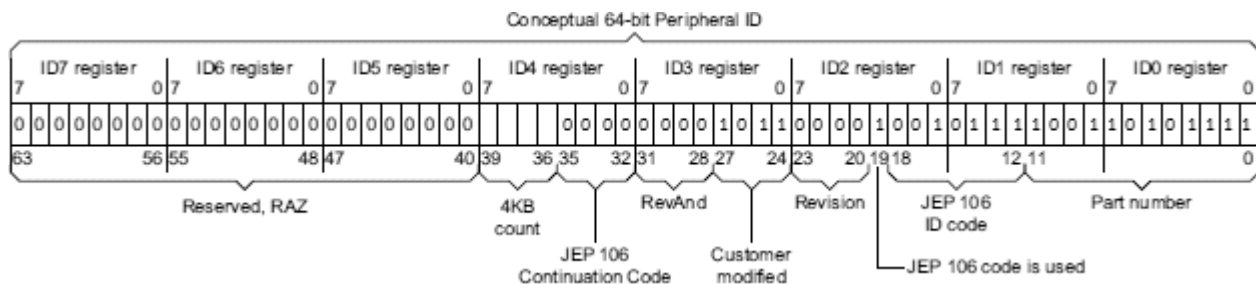 Conceptual 64-bit Peripheral ID
ID7 register ID6 register ID5 register ID4 register ID3 register ID2 register ID1 register ID0 register
7 0 7 0 7 0 7 0 7 0 7 0 7 0 7 0
0 0 0 0 0 0 0 0 0 0 0 0 0 0 0 0 0 0 0 0 0 0 0 0 0 0 0 0 0 0 0 0 1 0 1 1 0 0 0 0 1 0 0 1 0 1 1 1 1 0 0 1 1 0 1 0 1 1 1 1
63 56 55 48 47 40 39 36 35 32 31 28 27 24 23 20 19 18 12 11 0
Reserved, RAZ 4KB RevAnd Revision JEP 106 Part number
count ID code
JEP 106 Customer JEP 106 code is used
Continuation Code modified